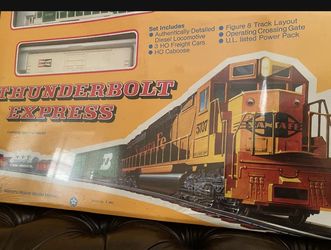 Set Includes
• Authentically Detailed
Diesel Locomotive
• 3 HO Freight Cars
• HO Caboose
• Figure 8 Track Layout
• Operating Crossing Gate
• U.L. listed Power Pack
THUNDERBOLT
EXPRESS
5737
Santa Fe